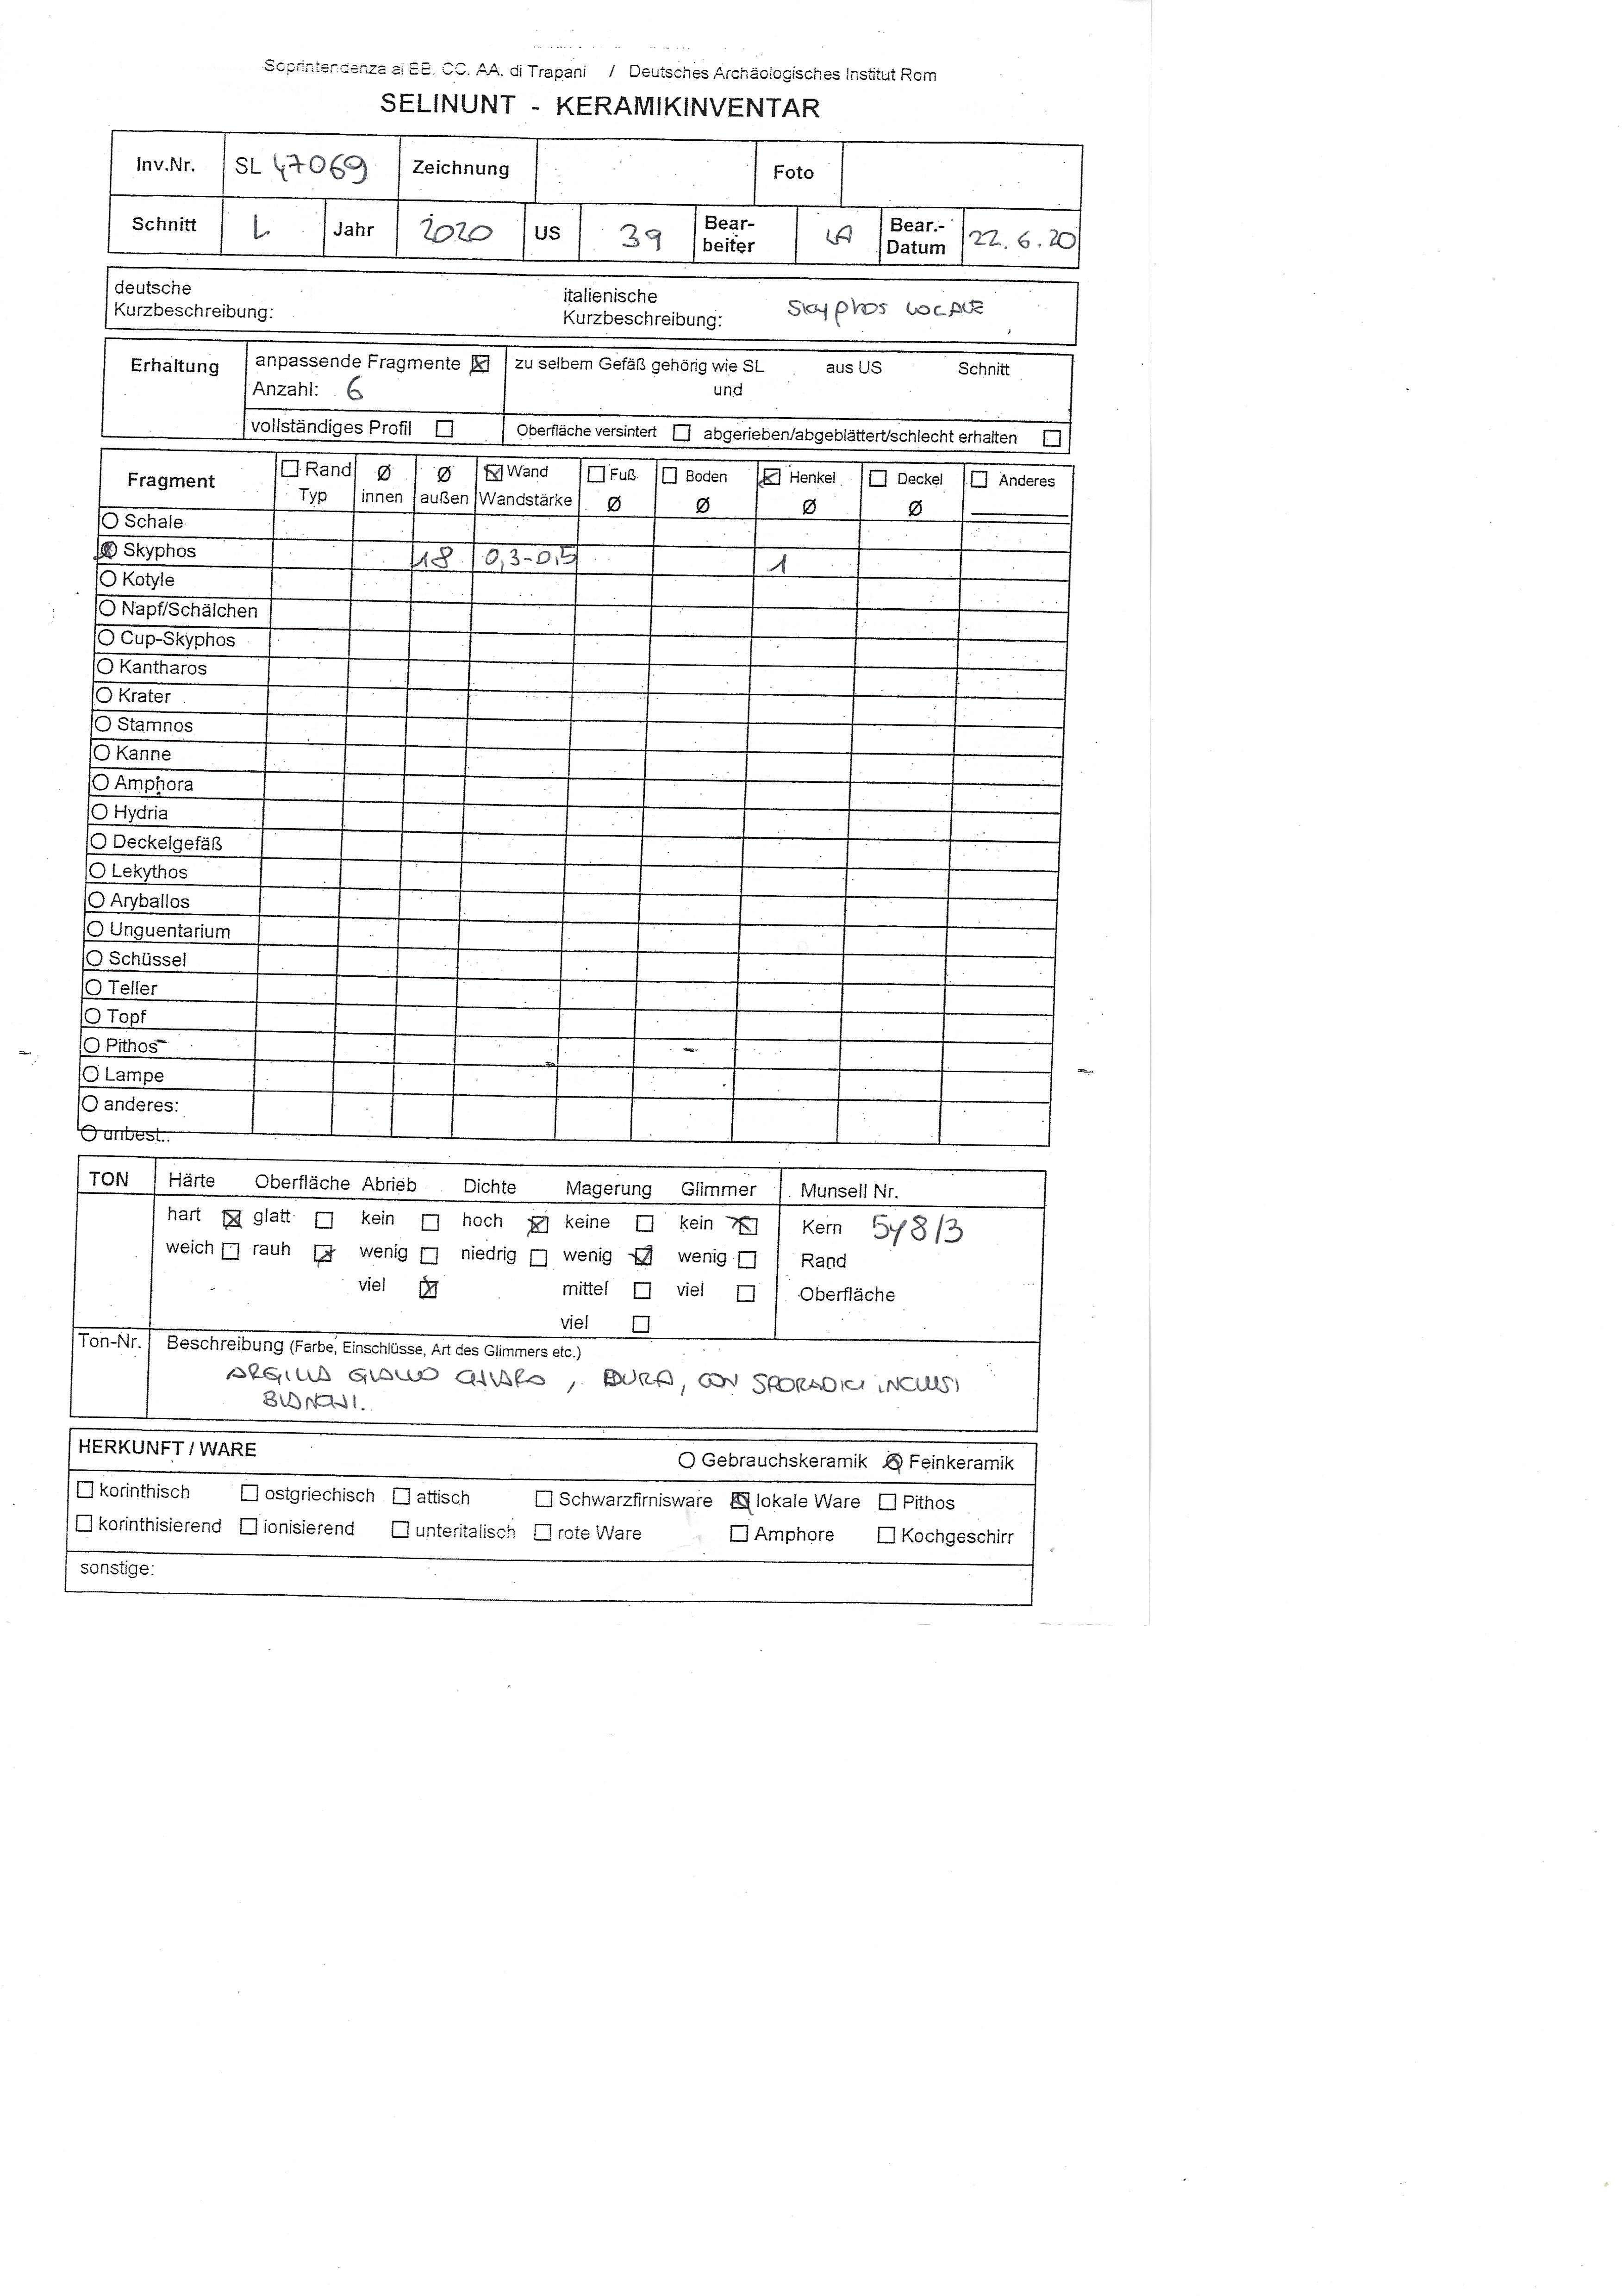 Soprintendenza ai BB. CC. AA. di Trapani / Deutsches Archäologisches Institut Rom
SELINUNT - KERAMIKINVENTAR
Inv.Nr. SL 47069 Zeichnung Foto
Schnitt L Jahr 2020 US 39 Bear-beiter LA Bear.-Datum 22.6.20
deutsche Kurzbeschreibung: italienische Kurzbeschreibung: Skyphos LOCALE
Erhaltung anpassende Fragmente ☒ zu selbem Gefäß gehörig wie SL aus US Schnitt
Anzahl: 6 und
vollständiges Profil ☐ Oberfläche versintert ☐ abgerieben/abgeblättert/schlecht erhalten ☐
Fragment ☐ Rand Ø Ø ☒ Wand ☐ Fuß ☐ Boden ☒ Henkel ☐ Deckel ☐ Anderes
Typ innen außen Wandstärke Ø Ø Ø Ø
Schale
Skyphos 18 0,3-0,5 1
Kotyle
Napf/Schälchen
Cup-Skyphos
Kantharos
Krater
Stamnos
Kanne
Amphora
Hydria
Deckelgefäß
Lekythos
Aryballos
Unguentarium
Schüssel
Teller
Topf
Pithos
Lampe
anderes:
unbest.:
TON Härte Oberfläche Abrieb Dichte Magerung Glimmer Munsell Nr.
hart ☒ glatt ☐ kein ☐ hoch ☒ keine ☐ kein ☒ Kern 5Y8/3
weich ☐ rauh ☒ wenig ☐ niedrig ☐ wenig ☒ wenig ☐ Rand
viel ☒ mittel ☐ viel ☐ Oberfläche
viel ☐
Ton-Nr. Beschreibung (Farbe, Einschlüsse, Art des Glimmers etc.)
ARGILLA GIALLO CHIARO, DURA, CON SPORADICI INCLUSI
BIANCHI.
HERKUNFT / WARE ○ Gebrauchskeramik ⊗ Feinkeramik
☐ korinthisch ☐ ostgriechisch ☐ attisch ☐ Schwarzfirnisware ☒ lokale Ware ☐ Pithos
☐ korinthisierend ☐ ionisierend ☐ unteritalisch ☐ rote Ware ☐ Amphore ☐ Kochgeschirr
sonstige: